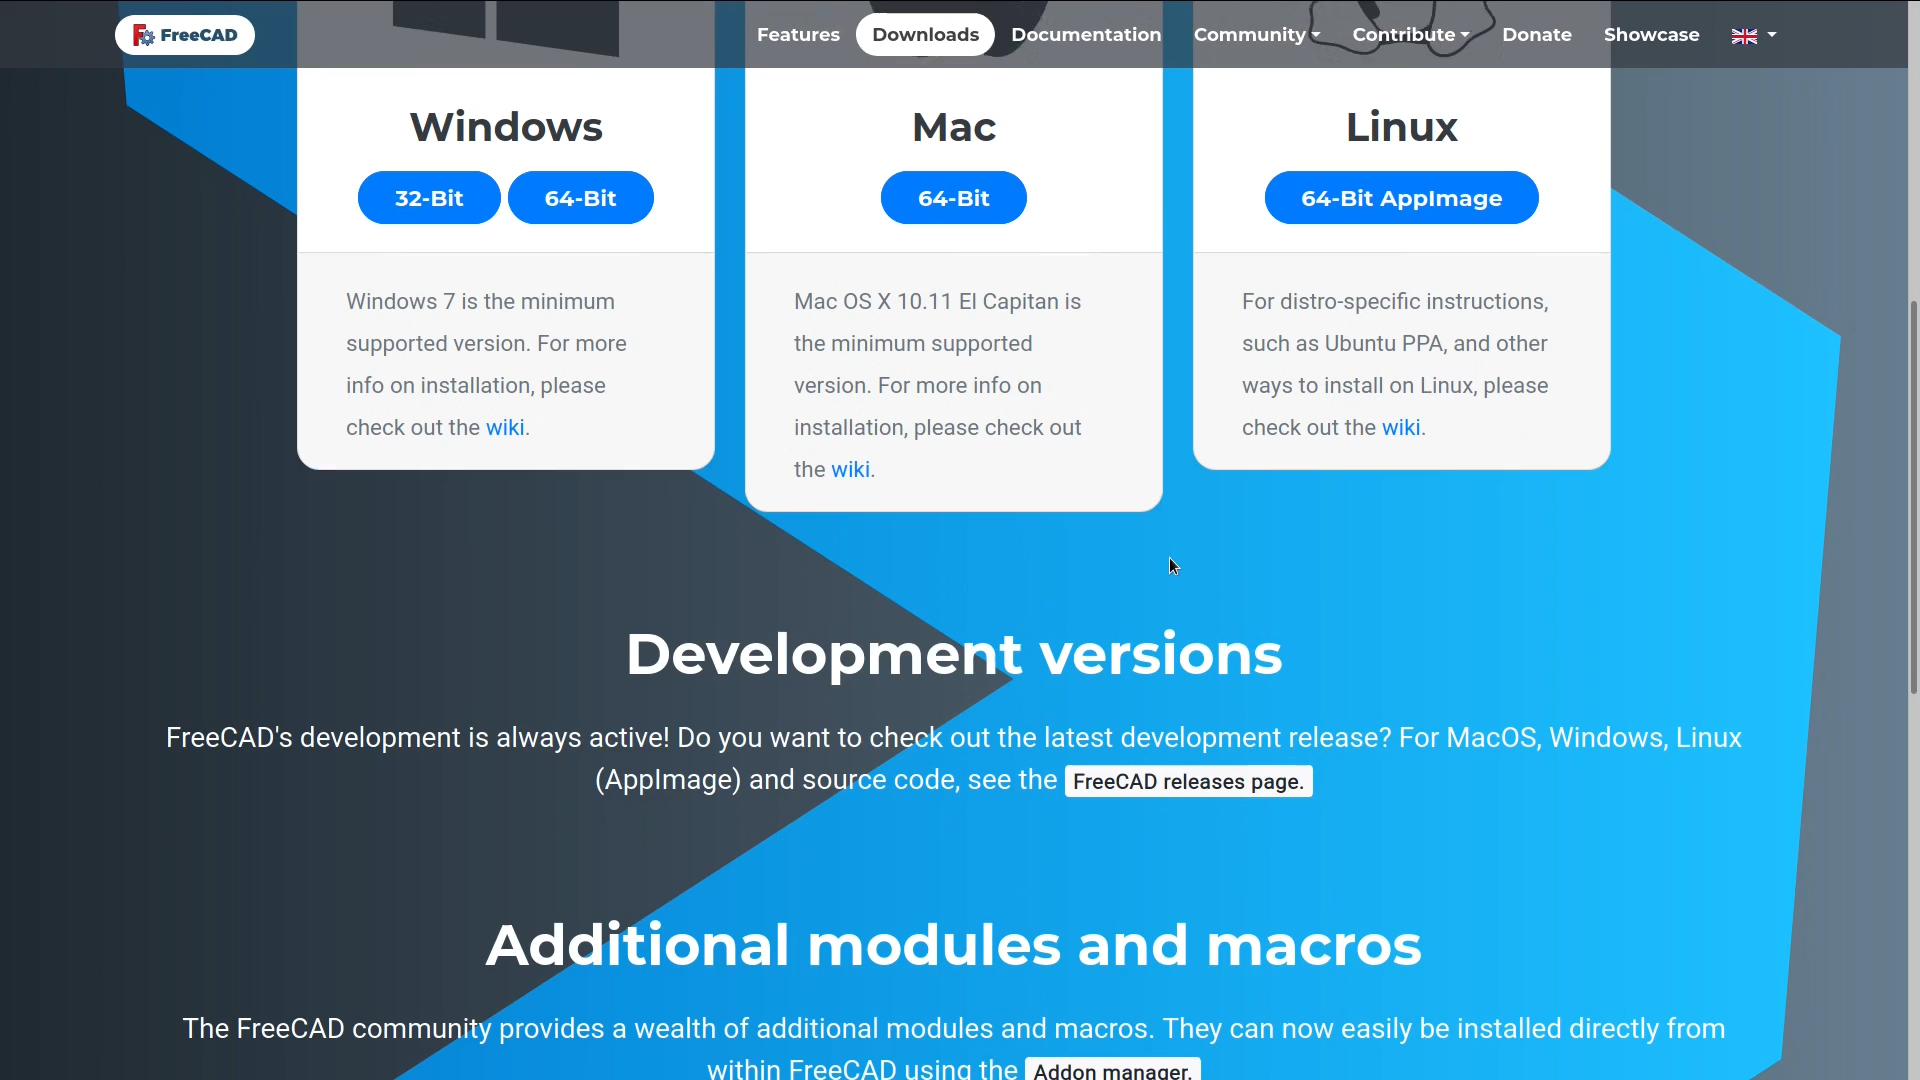 FreeCAD Features Downloads Documentation Community Contribute Donate Showcase
Windows
32-Bit 64-Bit
Windows 7 is the minimum
supported version. For more
info on installation, please
check out the wiki.
Mac
64-Bit
Mac OS X 10.11 El Capitan is
the minimum supported
version. For more info on
installation, please check out
the wiki.
Linux
64-Bit AppImage
For distro-specific instructions,
such as Ubuntu PPA, and other
ways to install on Linux, please
check out the wiki.
Development versions
FreeCAD's development is always active! Do you want to check out the latest development release? For MacOS, Windows, Linux
(AppImage) and source code, see the FreeCAD releases page.
Additional modules and macros
The FreeCAD community provides a wealth of additional modules and macros. They can now easily be installed directly from
within FreeCAD using the Addon manager.